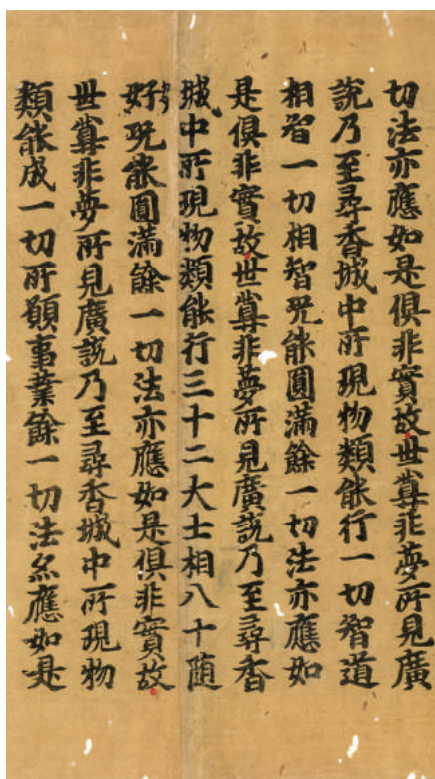 切法亦應如是俱非實故世尊非夢所見廣
說乃至尋香城中所現物類能行一切智道
相智一切相智咒能圓滿餘一切法亦應如
是俱非實故世尊非夢所見廣說乃至尋香
城中所現物類能行三十二大士相八十随
好咒能圓滿餘一切法亦應如是俱非實故
世尊非夢所見廣說乃至尋香城中所現物
類能成一切所願事業餘一切法亦應如是